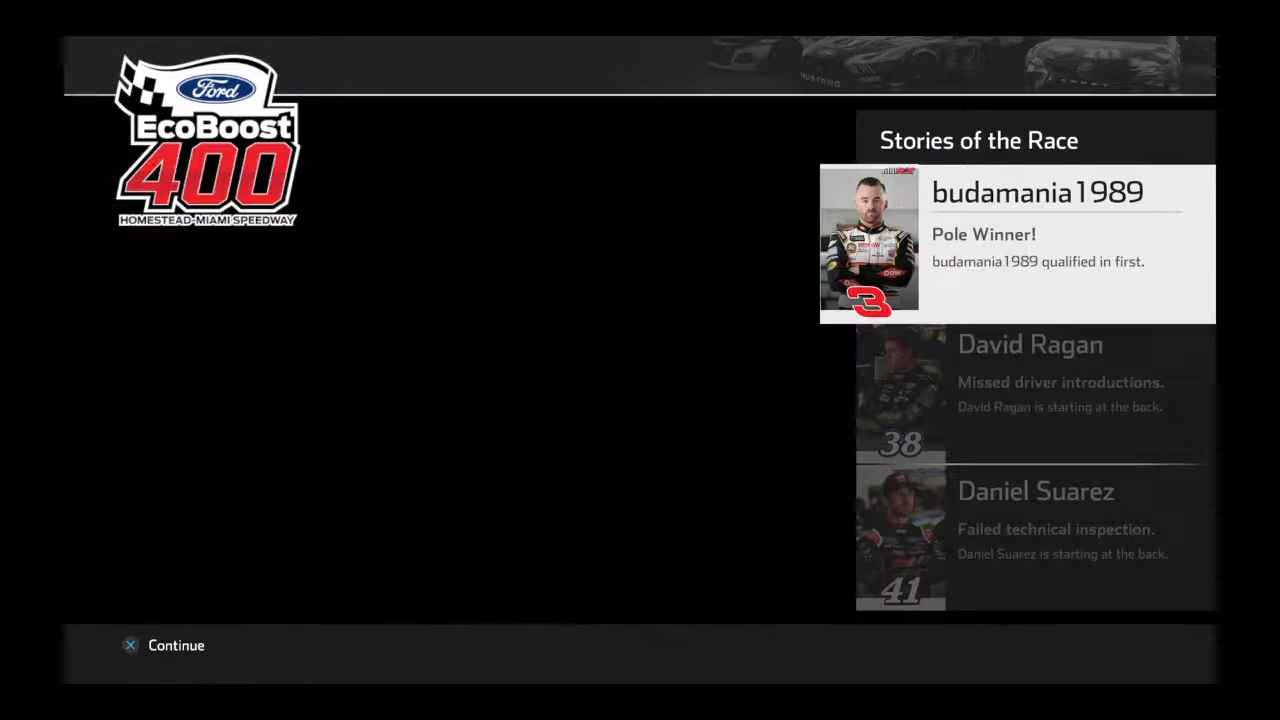 Ford
EcoBoost
400
HOMESTEAD-MIAMI SPEEDWAY
MUSTANG
Stories of the Race
budamania1989
Pole Winner!
budamania1989 qualified in first.
DOW
3
David Ragan
Missed driver introductions.
David Ragan is starting at the back.
38
Daniel Suarez
Failed technical inspection.
Daniel Suarez is starting at the back.
41
Continue